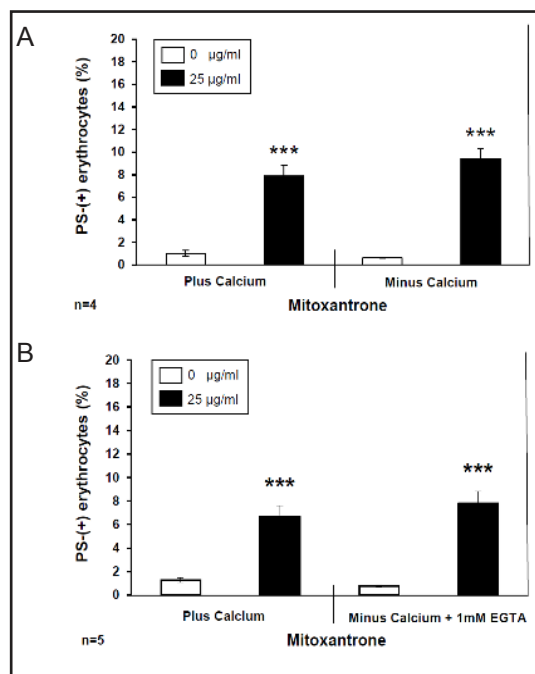 A
PS-(+) erythrocytes (%)
20
18
16
14
12
10
8
6
4
2
0
0 µg/ml
25 µg/ml
***
***
Plus Calcium
Minus Calcium
n=4
Mitoxantrone
B
PS-(+) erythrocytes (%)
20
18
16
14
12
10
8
6
4
2
0
0 µg/ml
25 µg/ml
***
***
Plus Calcium
Minus Calcium + 1mM EGTA
n=5
Mitoxantrone